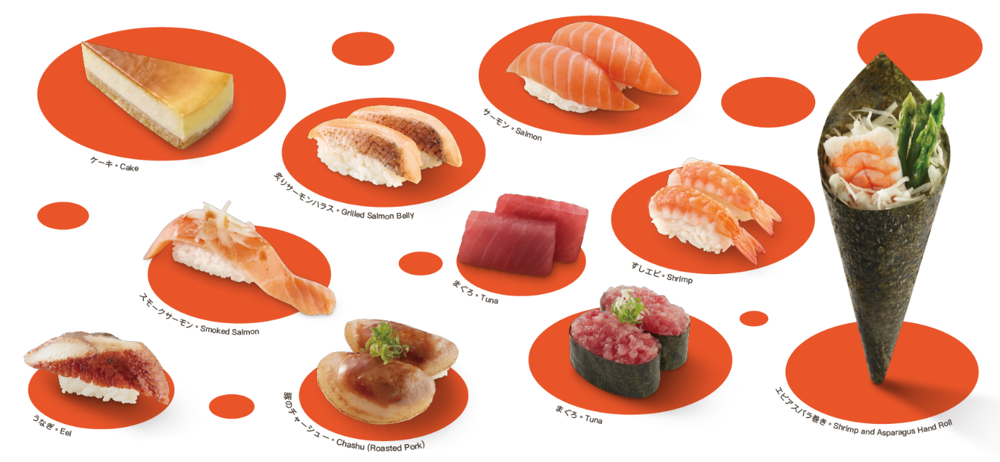 ケーキ・Cake
サーモン・Salmon
炙りサーモンハラス・Grilled Salmon Belly
すしエビ・Shrimp
まぐろ・Tuna
スモークサーモン・Smoked Salmon
うなぎ・Eel
チャーシュー・Chashu (Roasted Pork)
まぐろ・Tuna
エビアスパラ巻き・Shrimp and Asparagus Hand Roll